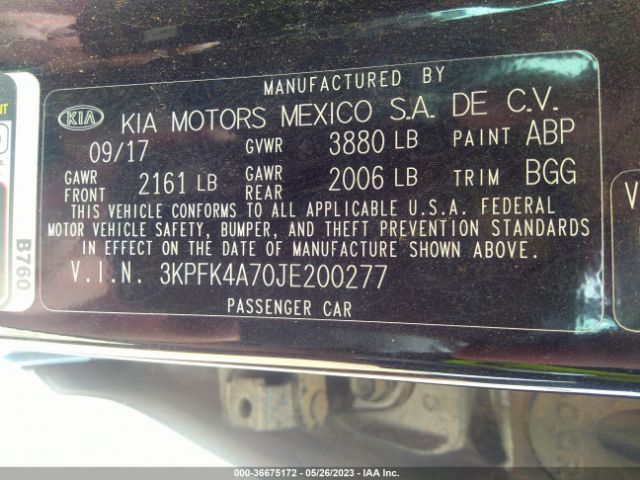 MANUFACTURED BY
KIA KIA MOTORS MEXICO S.A. DE C.V.
09/17 GVWR 3880 LB PAINT ABP
GAWR FRONT 2161 LB GAWR REAR 2006 LB TRIM BGG
THIS VEHICLE CONFORMS TO ALL APPLICABLE U.S.A. FEDERAL
MOTOR VEHICLE SAFETY, BUMPER, AND THEFT PREVENTION STANDARDS
IN EFFECT ON THE DATE OF MANUFACTURE SHOWN ABOVE.
V.I.N. 3KPFK4A70JE200277
PASSENGER CAR
B760
000-36675172 - 05/26/2023 - IAA Inc.